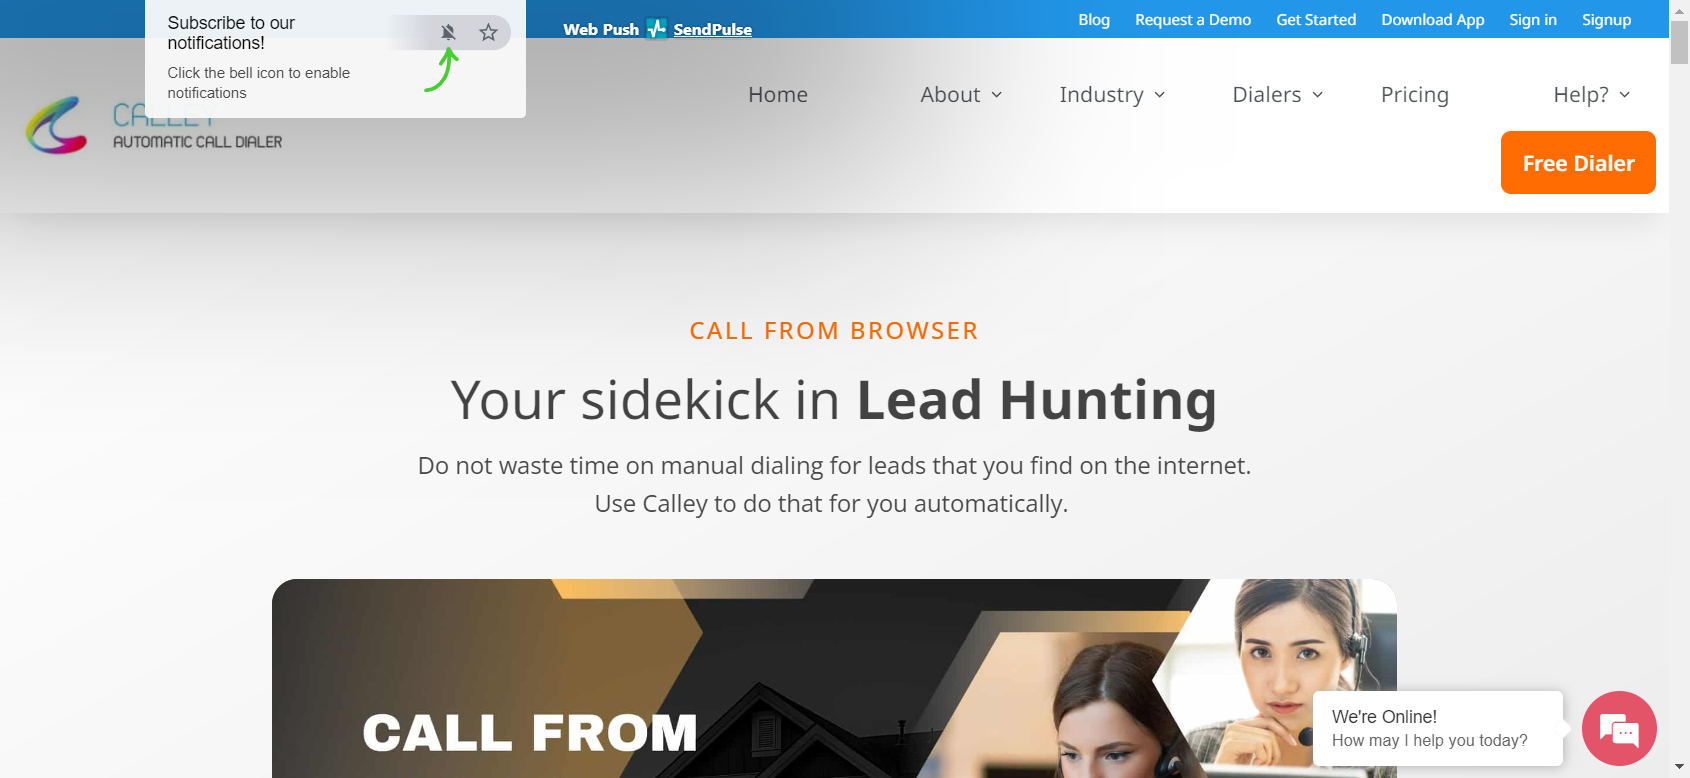 Subscribe to our
notifications!
Click the bell icon to enable
notifications
Web Push SendPulse
Blog Request a Demo Get Started Download App Sign in Signup
CALLEY
AUTOMATIC CALL DIALER
Home About Industry Dialers Pricing Help?
Free Dialer
CALL FROM BROWSER
Your sidekick in Lead Hunting
Do not waste time on manual dialing for leads that you find on the internet.
Use Calley to do that for you automatically.
CALL FROM
We're Online!
How may I help you today?